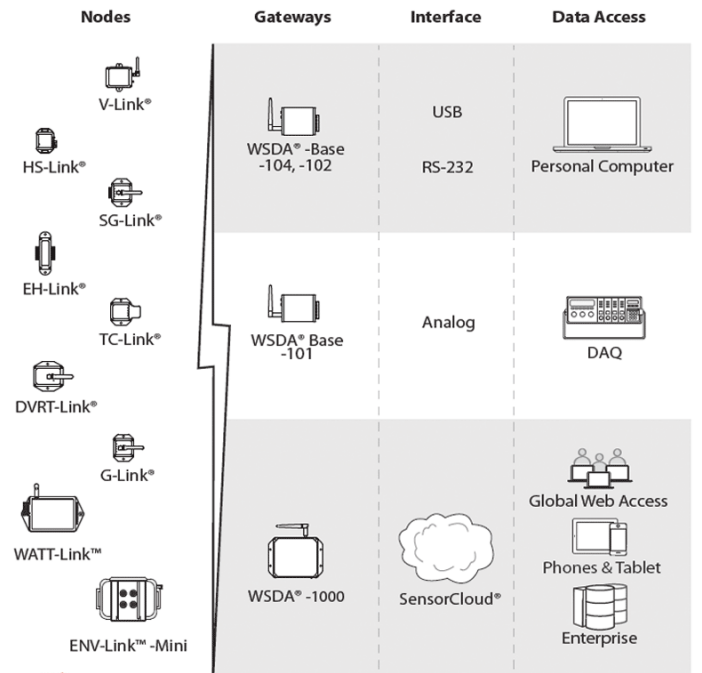 Nodes
Gateways
Interface
Data Access
V-Link®
HS-Link®
SG-Link®
EH-Link®
TC-Link®
DVRT-Link®
G-Link®
WATT-Link™
ENV-Link™ -Mini
WSDA® -Base
-104, -102
USB
RS-232
Personal Computer
WSDA® Base
-101
Analog
DAQ
WSDA® -1000
SensorCloud®
Global Web Access
Phones & Tablet
Enterprise